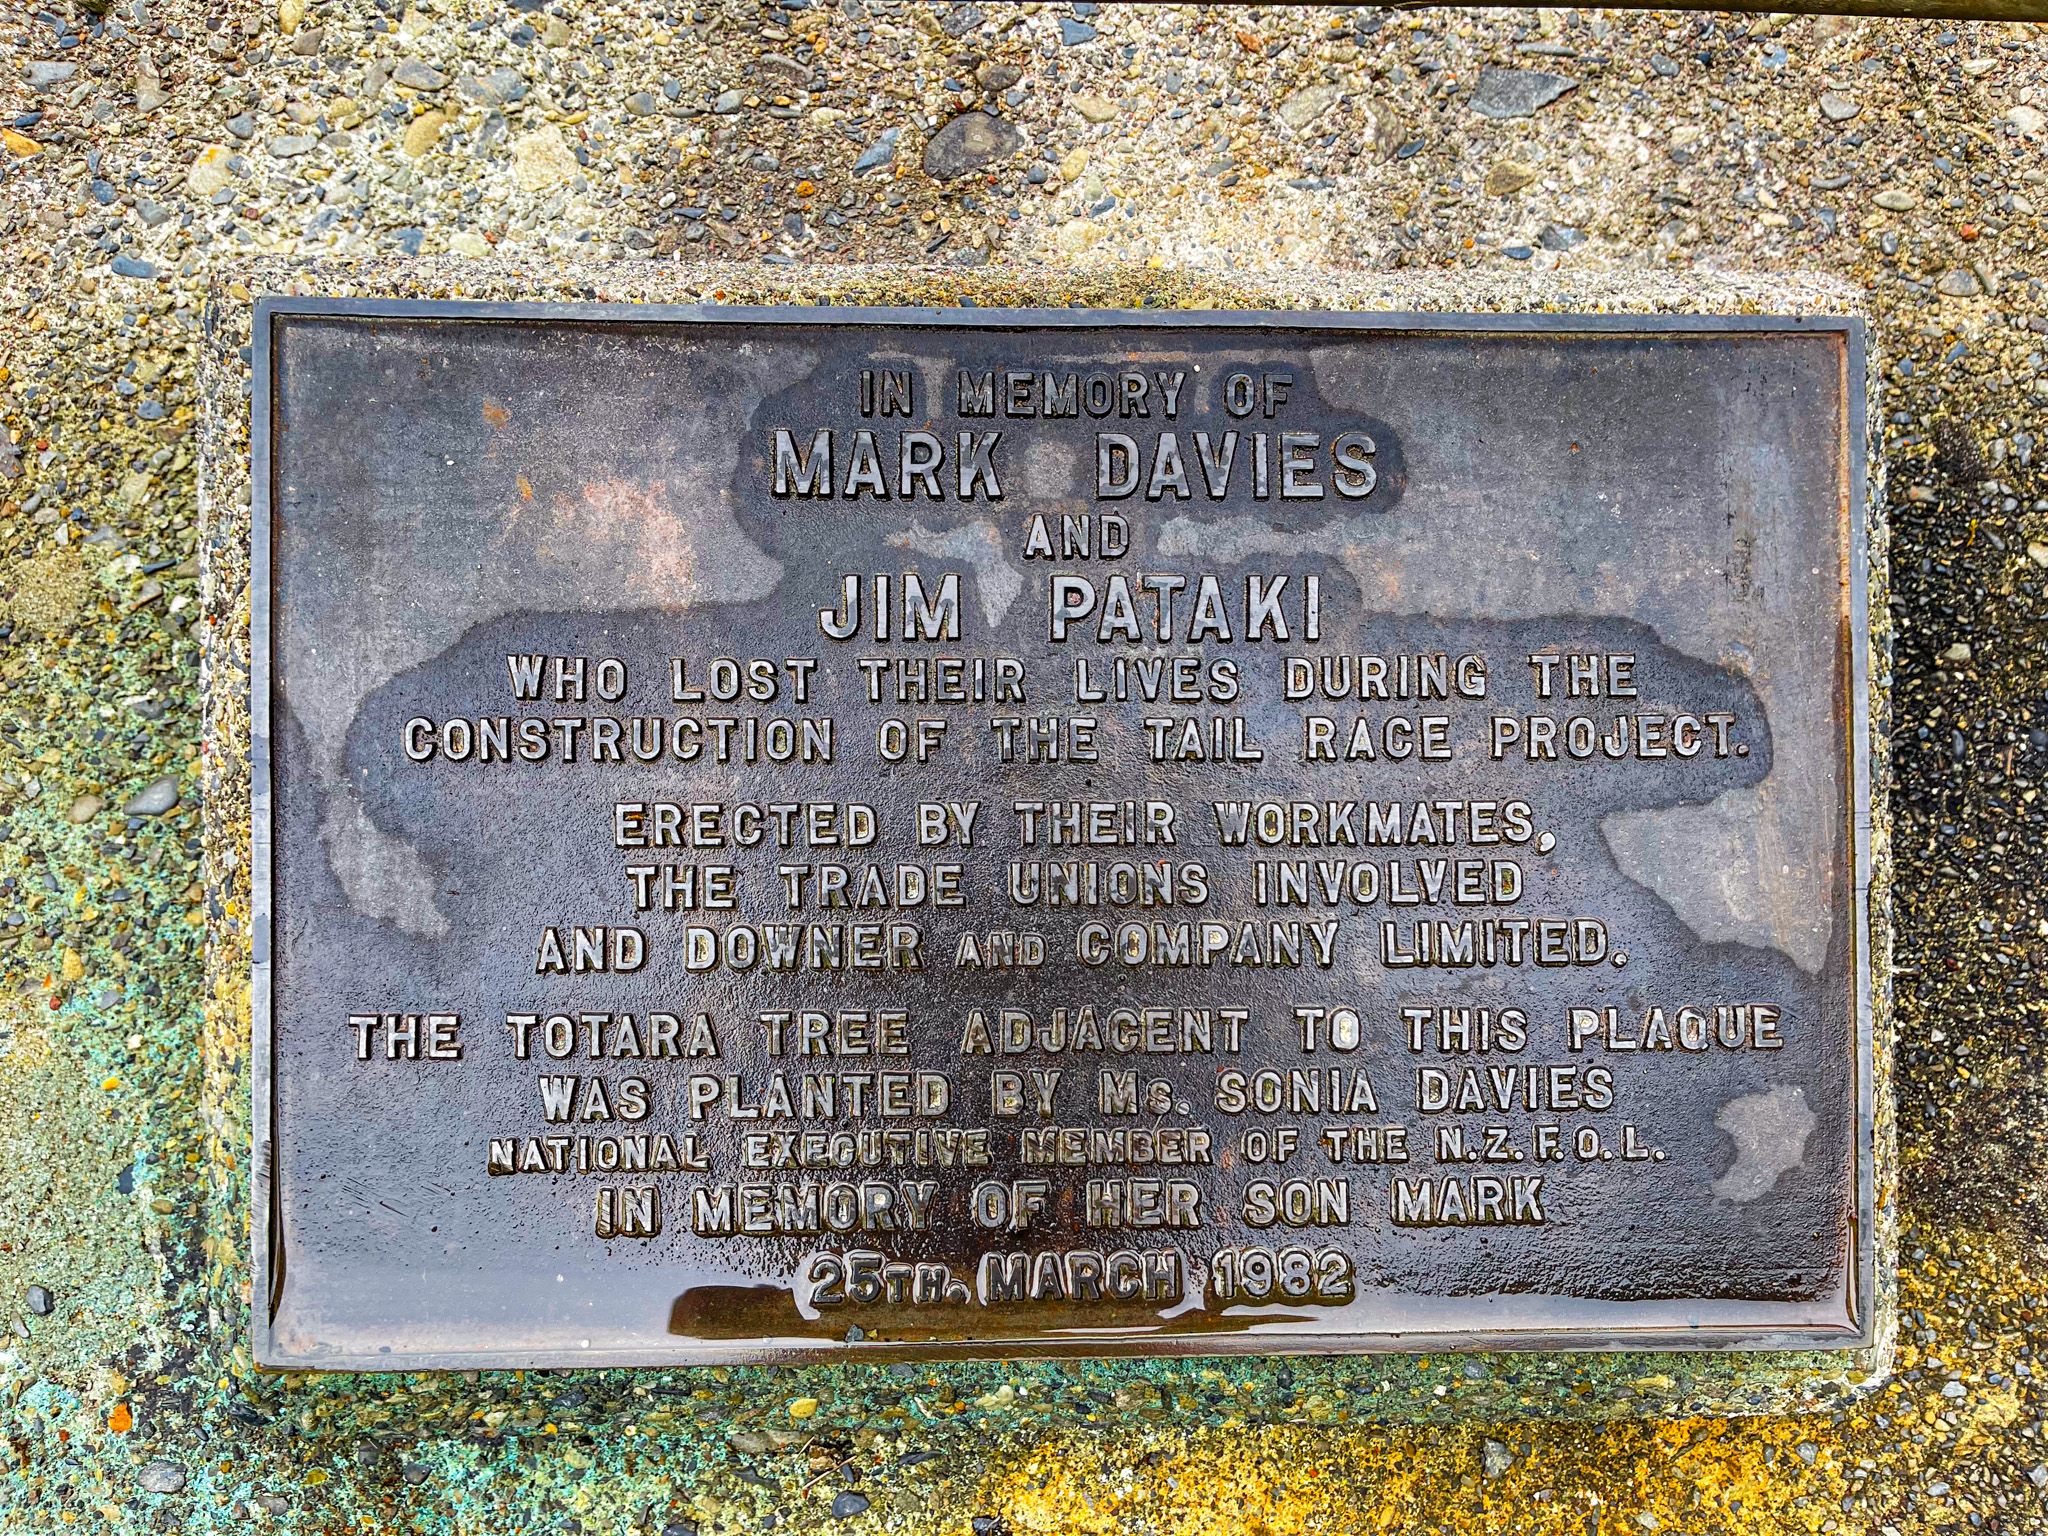 IN MEMORY OF
MARK DAVIES
AND
JIM PATAKI
WHO LOST THEIR LIVES DURING THE
CONSTRUCTION OF THE TAIL RACE PROJECT.
ERECTED BY THEIR WORKMATES,
THE TRADE UNIONS INVOLVED
AND DOWNER AND COMPANY LIMITED.
THE TOTARA TREE ADJACENT TO THIS PLAQUE
WAS PLANTED BY Ms. SONIA DAVIES
NATIONAL EXECUTIVE MEMBER OF THE N.Z.F.O.L.
IN MEMORY OF HER SON MARK
25TH. MARCH 1982